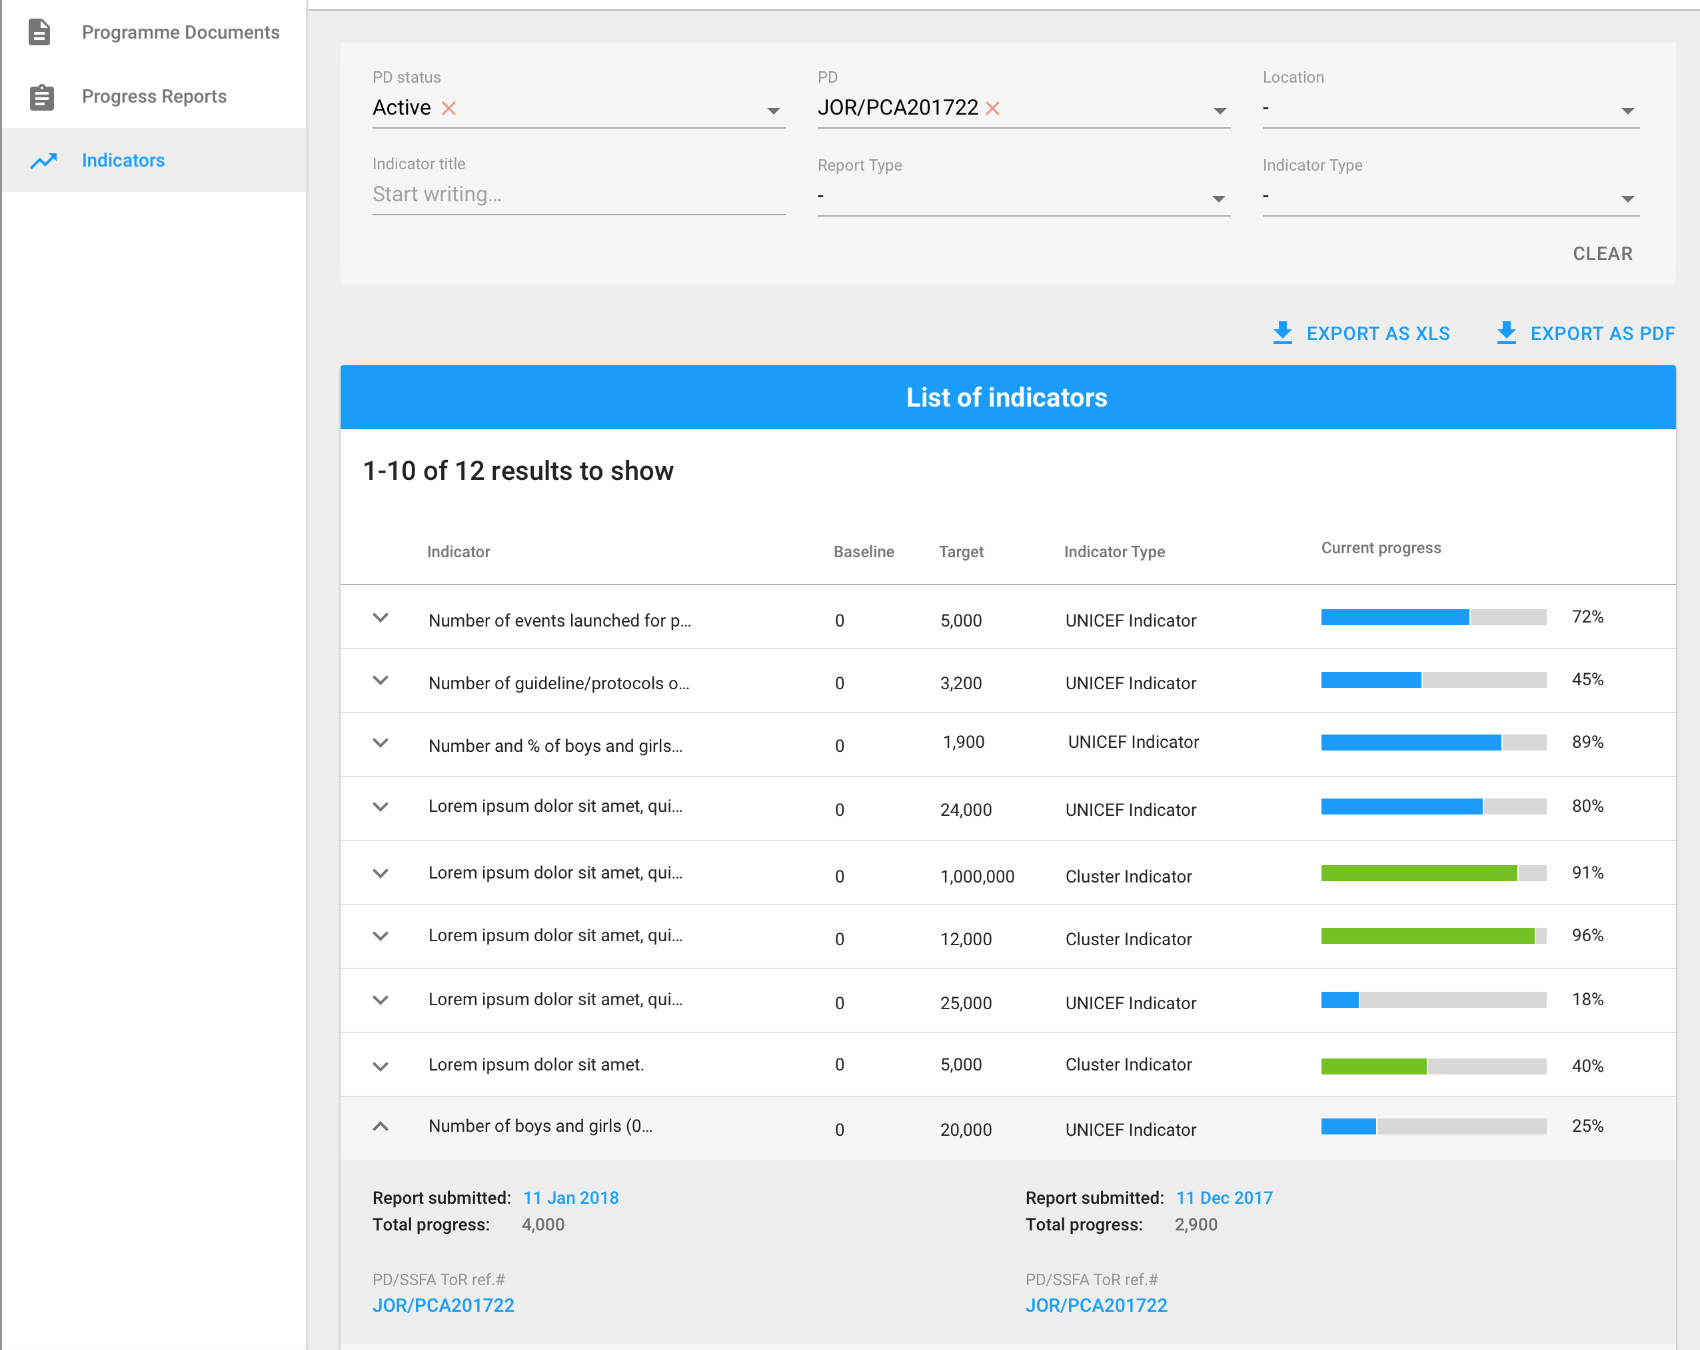 Programme Documents
Progress Reports
Indicators
PD status
PD
Location
Active
JOR/PCA201722
-
Indicator title
Report Type
Indicator Type
Start writing...
-
-
CLEAR
EXPORT AS XLS
EXPORT AS PDF
List of indicators
1-10 of 12 results to show
Indicator Baseline Target Indicator Type Current progress
Number of events launched for p... 0 5,000 UNICEF Indicator 72%
Number of guideline/protocols o... 0 3,200 UNICEF Indicator 45%
Number and % of boys and girls... 0 1,900 UNICEF Indicator 89%
Lorem ipsum dolor sit amet, qui... 0 24,000 UNICEF Indicator 80%
Lorem ipsum dolor sit amet, qui... 0 1,000,000 Cluster Indicator 91%
Lorem ipsum dolor sit amet, qui... 0 12,000 Cluster Indicator 96%
Lorem ipsum dolor sit amet, qui... 0 25,000 UNICEF Indicator 18%
Lorem ipsum dolor sit amet. 0 5,000 Cluster Indicator 40%
Number of boys and girls (0... 0 20,000 UNICEF Indicator 25%
Report submitted: 11 Jan 2018
Total progress: 4,000
PD/SSFA ToR ref.#
JOR/PCA201722
Report submitted: 11 Dec 2017
Total progress: 2,900
PD/SSFA ToR ref.#
JOR/PCA201722